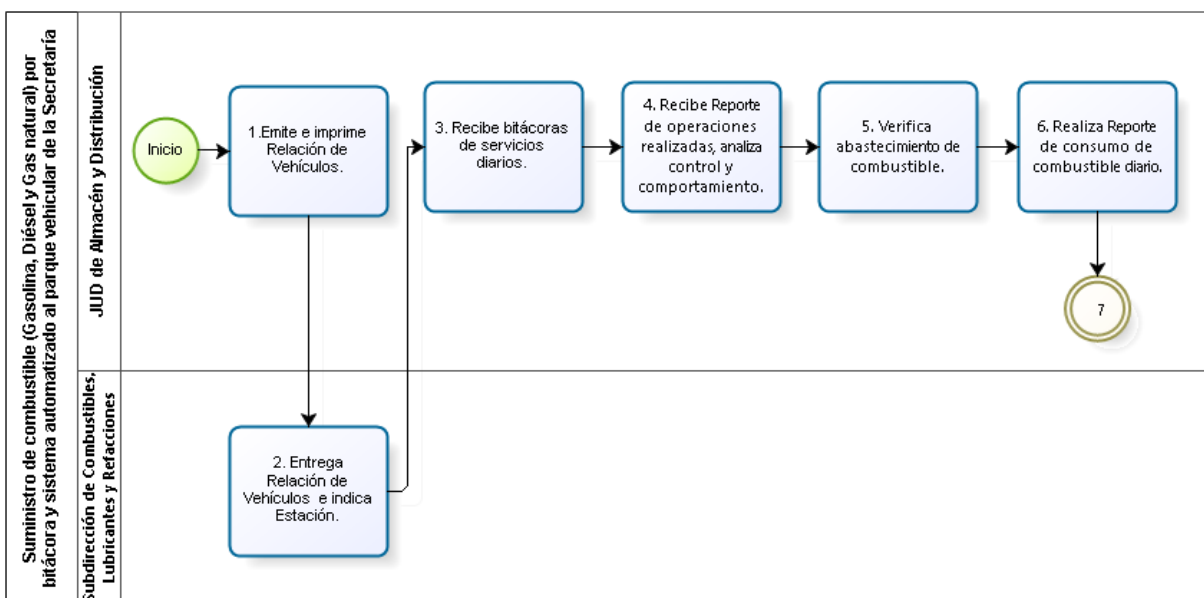 Suministro de combustible (Gasolina, Diésel y Gas natural) por
bitácora y sistema automatizado al parque vehicular de la Secretaría
JUD de Almacén y Distribución
Inicio
1.Emite e imprime
Relación de
Vehículos.
3. Recibe bitácoras
de servicios
diarios.
4. Recibe Reporte
de operaciones
realizadas, analiza
control y
comportamiento.
5. Verifica
abastecimiento de
combustible.
6. Realiza Reporte
de consumo de
combustible diario.
7
Subdirección de Combustibles,
Lubricantes y Refacciones
2. Entrega
Relación de
Vehículos e indica
Estación.